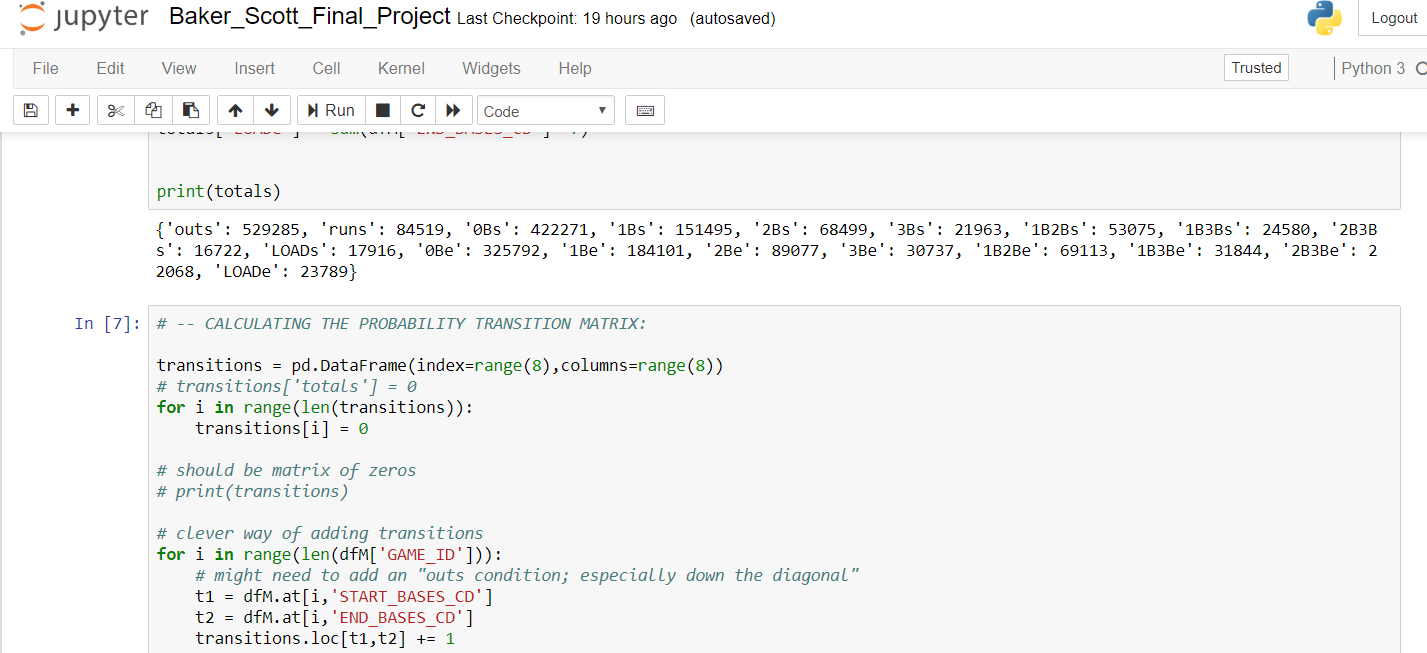 jupyter Baker_Scott_Final_Project Last Checkpoint: 19 hours ago (autosaved) Logout
File Edit View Insert Cell Kernel Widgets Help Trusted Python 3
Run Code
print(totals)
{'outs': 529285, 'runs': 84519, '0Bs': 422271, '1Bs': 151495, '2Bs': 68499, '3Bs': 21963, '1B2Bs': 53075, '1B3Bs': 24580, '2B3B
s': 16722, 'LOADs': 17916, '0Be': 325792, '1Be': 184101, '2Be': 89077, '3Be': 30737, '1B2Be': 69113, '1B3Be': 31844, '2B3Be': 2
2068, 'LOADe': 23789}
In [7]: # -- CALCULATING THE PROBABILITY TRANSITION MATRIX:
transitions = pd.DataFrame(index=range(8),columns=range(8))
# transitions['totals'] = 0
for i in range(len(transitions)):
    transitions[i] = 0
# should be matrix of zeros
# print(transitions)
# clever way of adding transitions
for i in range(len(dfM['GAME_ID'])):
    # might need to add an "outs condition; especially down the diagonal"
    t1 = dfM.at[i,'START_BASES_CD']
    t2 = dfM.at[i,'END_BASES_CD']
    transitions.loc[t1,t2] += 1